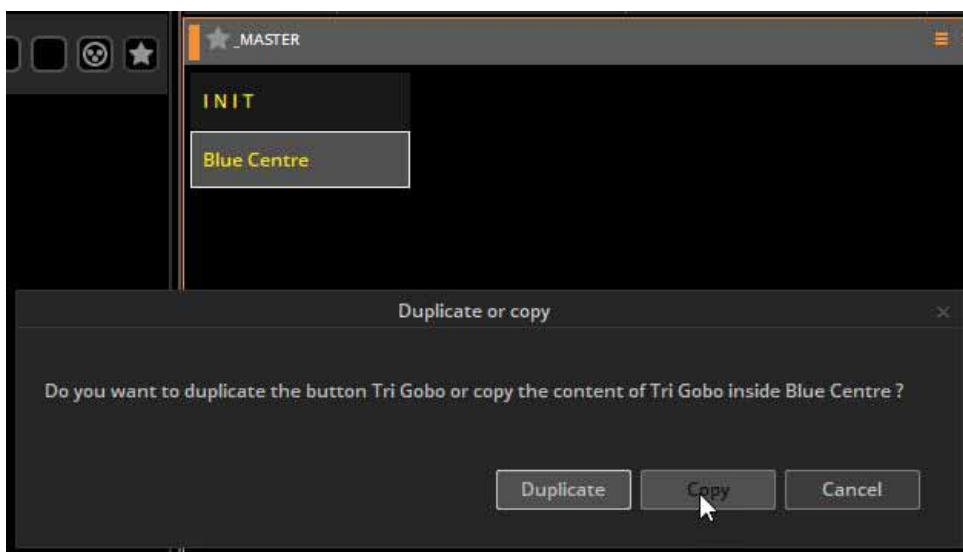 _MASTER
I N I T
Blue Centre
Duplicate or copy
Do you want to duplicate the button Tri Gobo or copy the content of Tri Gobo inside Blue Centre ?
Duplicate
Copy
Cancel